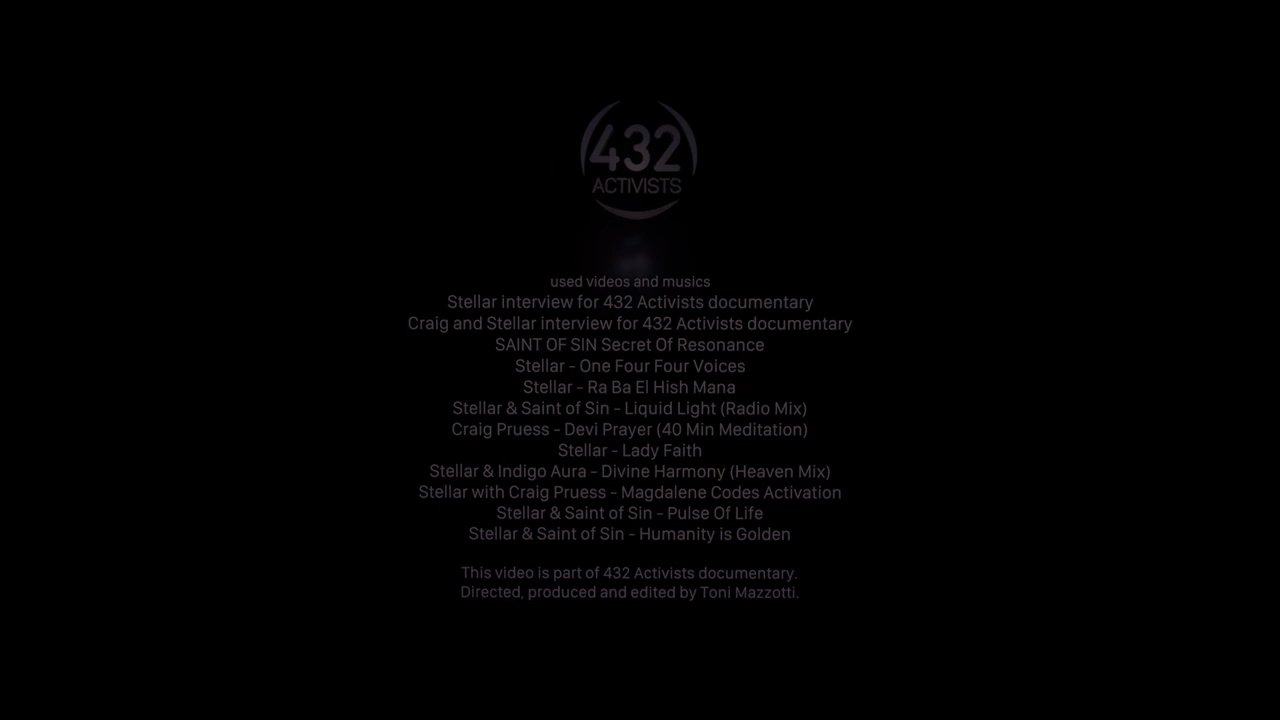 432
ACTIVISTS
used videos and musics
Stellar interview for 432 Activists documentary
Craig and Stellar interview for 432 Activists documentary
SAINT OF SIN Secret Of Resonance
Stellar - One Four Four Voices
Stellar - Ra Ba El Hish Mana
Stellar & Saint of Sin - Liquid Light (Radio Mix)
Craig Pruess - Devi Prayer (40 Min Meditation)
Stellar - Lady Faith
Stellar & Indigo Aura - Divine Harmony (Heaven Mix)
Stellar with Craig Pruess - Magdalene Codes Activation
Stellar & Saint of Sin - Pulse Of Life
Stellar & Saint of Sin - Humanity is Golden
This video is part of 432 Activists documentary.
Directed, produced and edited by Toni Mazzotti.